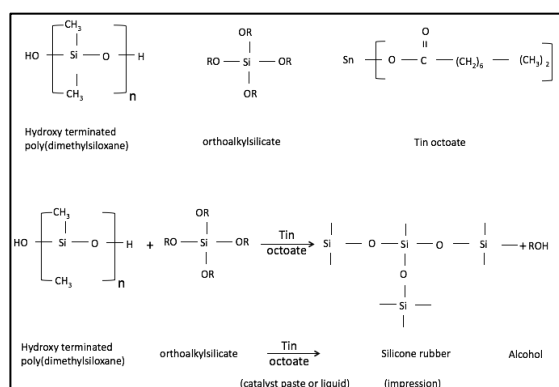 CH₃ OR O
HO Si O H RO Si OR Sn O C (CH₂)₆ (CH₃)₂
CH₃ n OR
Hydroxy terminated
poly(dimethylsiloxane)
orthoalkylsilicate
Tin octoate
CH₃ OR
HO Si O H + RO Si OR Tin octoate Si O Si O Si + ROH
CH₃ n OR O
Si
Hydroxy terminated
poly(dimethylsiloxane)
orthoalkylsilicate
Tin
octoate
Silicone rubber
Alcohol
(catalyst paste or liquid)
(impression)